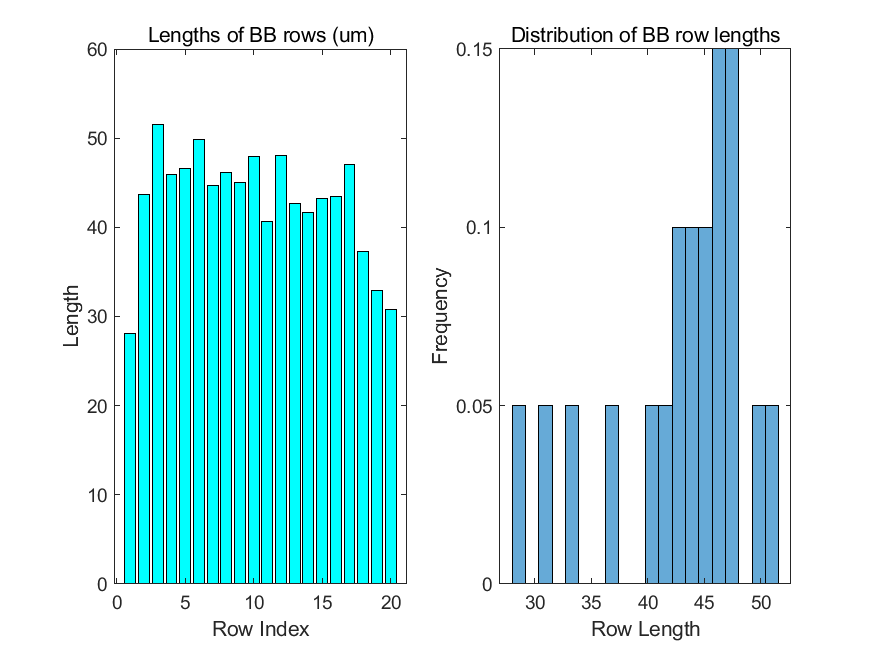 Lengths of BB rows (um)
60
50
40
30
20
10
0
Length
0 5 10 15 20
Row Index
Distribution of BB row lengths
0.15
0.1
0.05
0
Frequency
30 35 40 45 50
Row Length